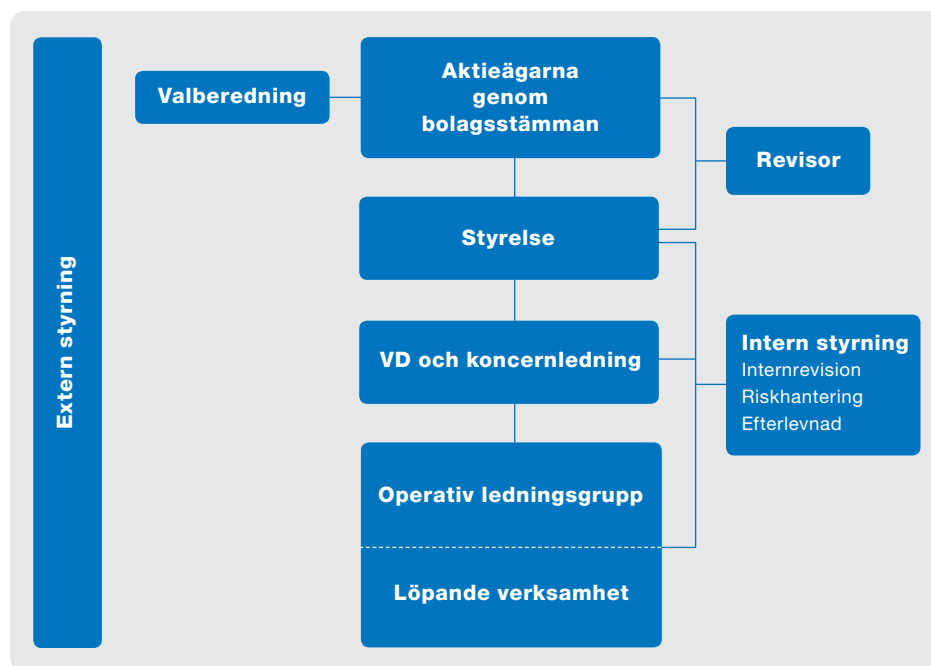 Extern styrning
Valberedning
Aktieägarna
genom
bolagsstämman
Revisor
Styrelse
VD och koncernledning
Intern styrning
Internrevision
Riskhantering
Efterlevnad
Operativ ledningsgrupp
Löpande verksamhet